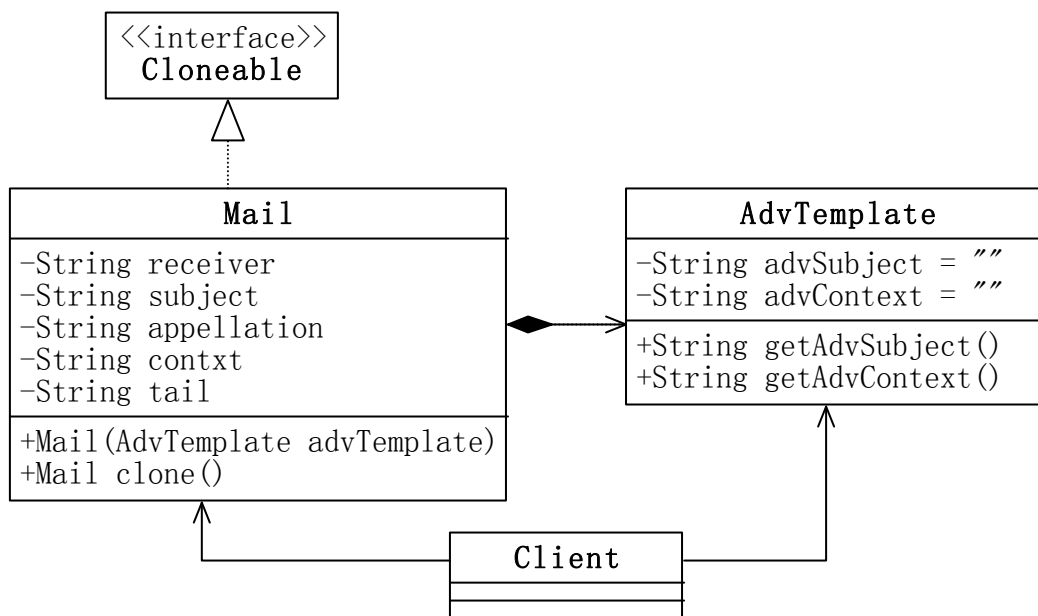 <<interface>>
Cloneable
Mail
-String receiver
-String subject
-String appellation
-String contxt
-String tail
+Mail(AdvTemplate advTemplate)
+Mail clone()
AdvTemplate
-String advSubject = ""
-String advContext = ""
+String getAdvSubject()
+String getAdvContext()
Client